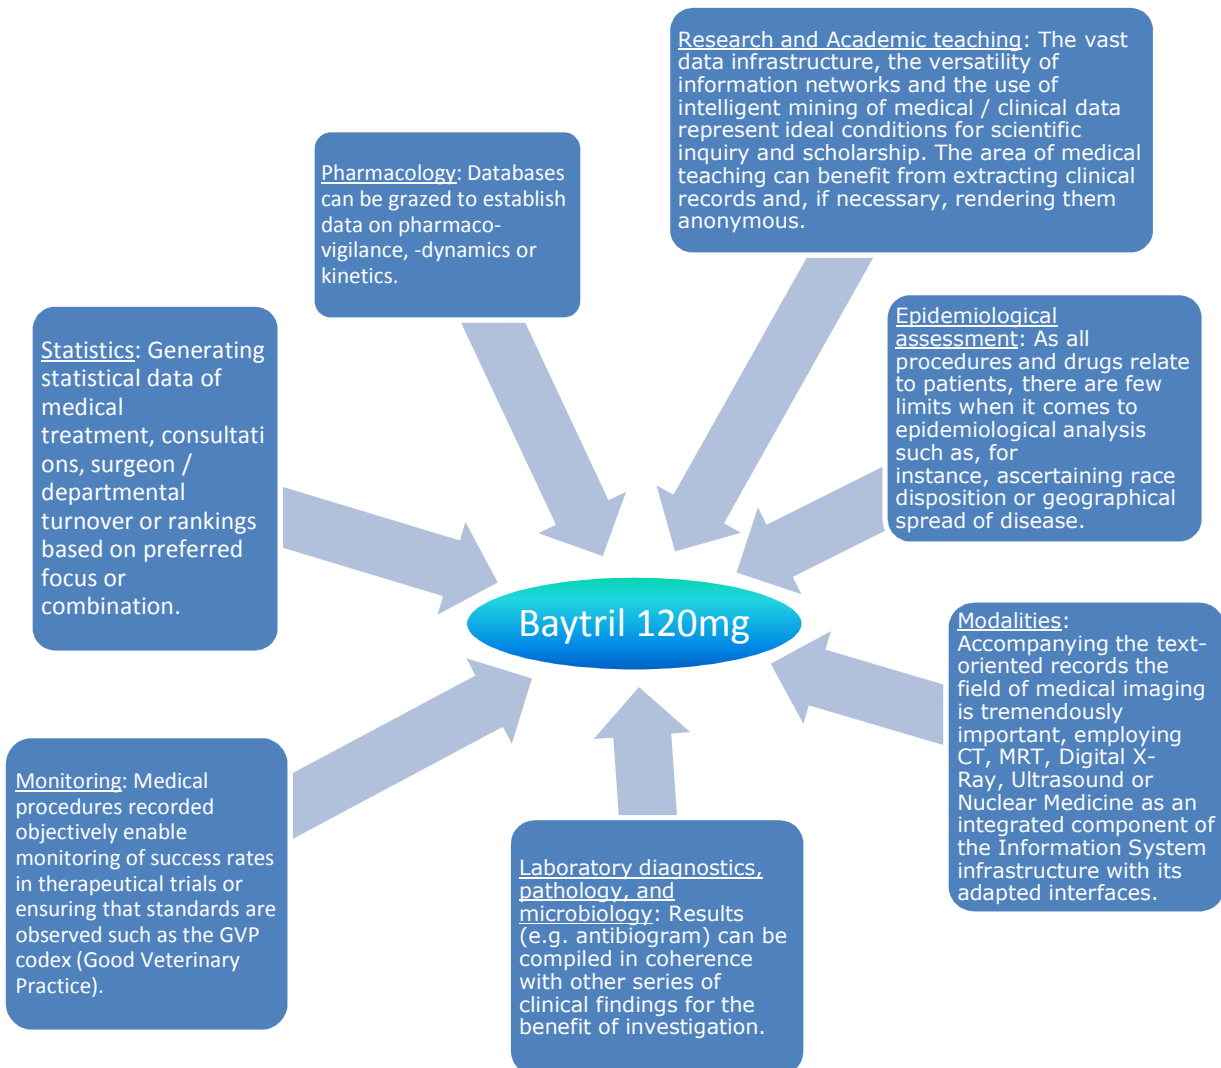 Research and Academic teaching: The vast
data infrastructure, the versatility of
information networks and the use of
intelligent mining of medical / clinical data
represent ideal conditions for scientific
inquiry and scholarship. The area of medical
teaching can benefit from extracting clinical
records and, if necessary, rendering them
anonymous.
Pharmacology: Databases
can be grazed to establish
data on pharmaco-
vigilance, -dynamics or
kinetics.
Statistics: Generating
statistical data of
medical
treatment, consultati
ons, surgeon /
departmental
turnover or rankings
based on preferred
focus or
combination.
Epidemiological
assessment: As all
procedures and drugs relate
to patients, there are few
limits when it comes to
epidemiological analysis
such as, for
instance, ascertaining race
disposition or geographical
spread of disease.
Baytril 120mg
Modalities:
Accompanying the text-
oriented records the
field of medical imaging
is tremendously
important, employing
CT, MRT, Digital X-
Ray, Ultrasound or
Nuclear Medicine as an
integrated component of
the Information System
infrastructure with its
adapted interfaces.
Monitoring: Medical
procedures recorded
objectively enable
monitoring of success rates
in therapeutical trials or
ensuring that standards are
observed such as the GVP
codex (Good Veterinary
Practice).
Laboratory diagnostics,
pathology, and
microbiology: Results
(e.g. antibiogram) can be
compiled in coherence
with other series of
clinical findings for the
benefit of investigation.